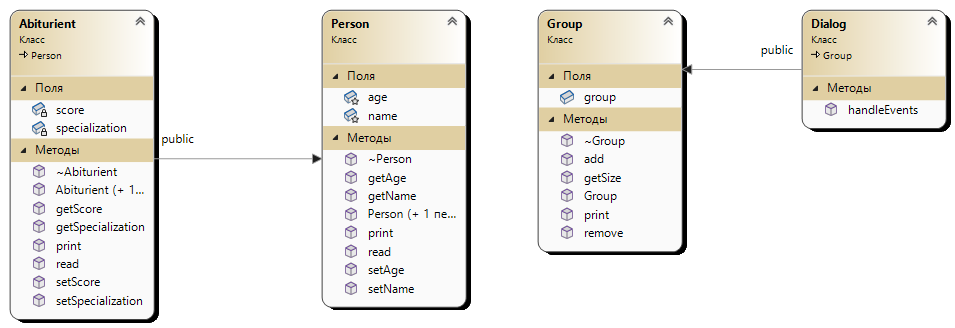 Abiturient
Класс
Person
Поля
score
specialization
Методы
~Abiturient
Abiturient (+ 1...
getScore
getSpecialization
print
read
setScore
setSpecialization
public
Person
Класс
Поля
age
name
Методы
~Person
getAge
getName
Person (+ 1 пе...
print
read
setAge
setName
Group
Класс
Поля
group
Методы
~Group
add
getSize
Group
print
remove
public
Dialog
Класс
Group
Методы
handleEvents